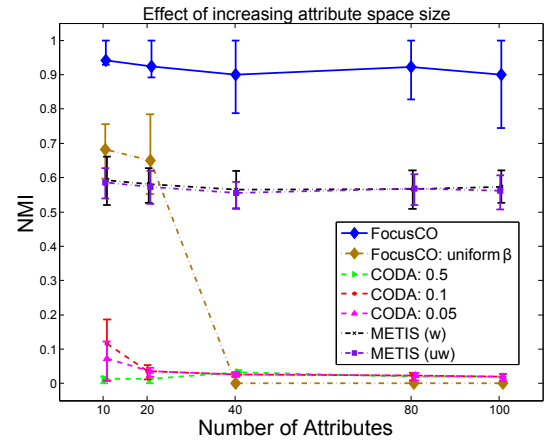 Effect of increasing attribute space size
1
0.9
0.8
0.7
0.6
0.5
0.4
0.3
0.2
0.1
0
NMI
FocusCO
FocusCO: uniform β
CODA: 0.5
CODA: 0.1
CODA: 0.05
METIS (w)
METIS (uw)
10 20 40 80 100
Number of Attributes